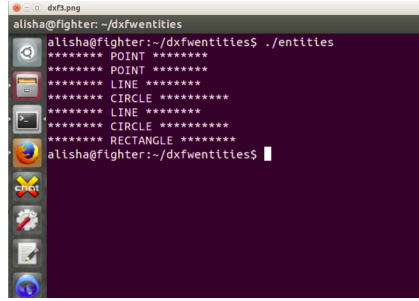 dxf3.png
alisha@fighter: ~/dxfwentities
alisha@fighter:~/dxfwentities$ ./entities
******** POINT ********
******** POINT ********
******** LINE ********
******** CIRCLE **********
******** LINE ********
******** CIRCLE **********
******** RECTANGLE ********
alisha@fighter:~/dxfwentities$
chat